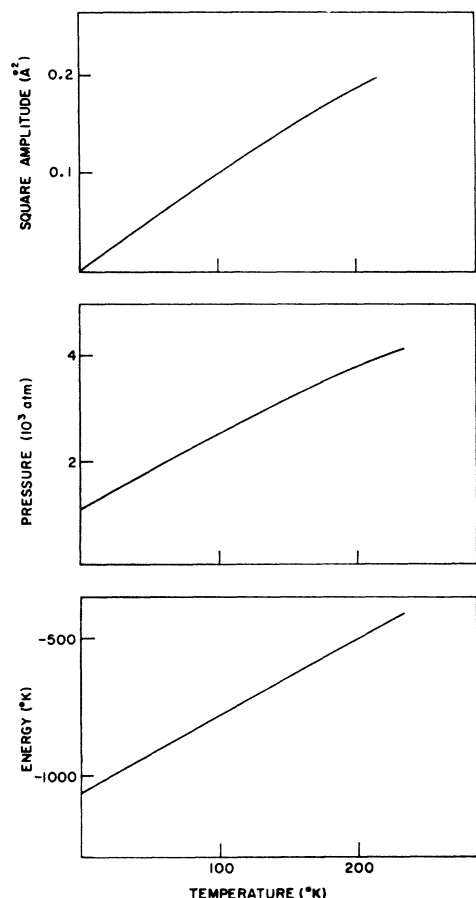 SQUARE AMPLITUDE (Å²)
0.2
0.1
PRESSURE (10³ atm)
4
2
ENERGY (°K)
-500
-1000
100
200
TEMPERATURE (°K)